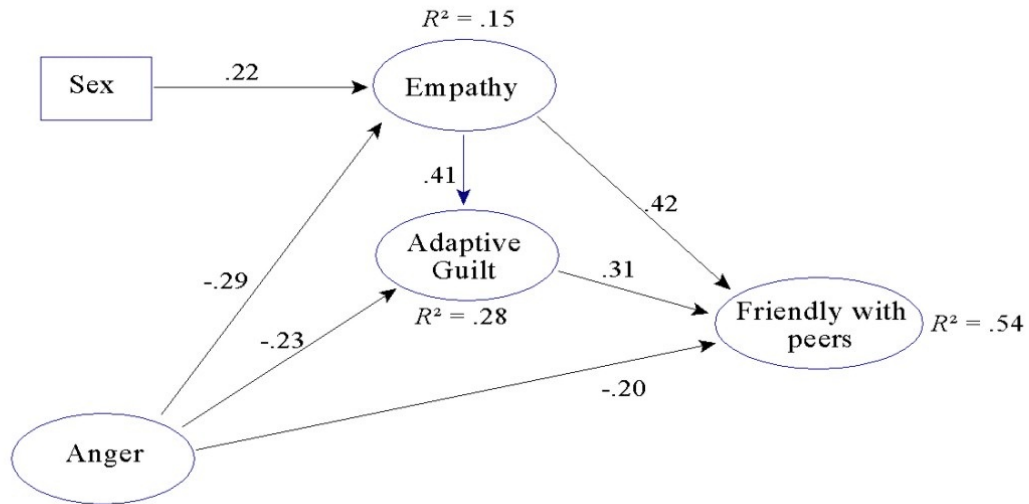 R² = .15
Sex
.22
Empathy
.41
.42
Adaptive
Guilt
.31
-.29
R² = .28
Friendly with
peers
R² = .54
-.23
-.20
Anger